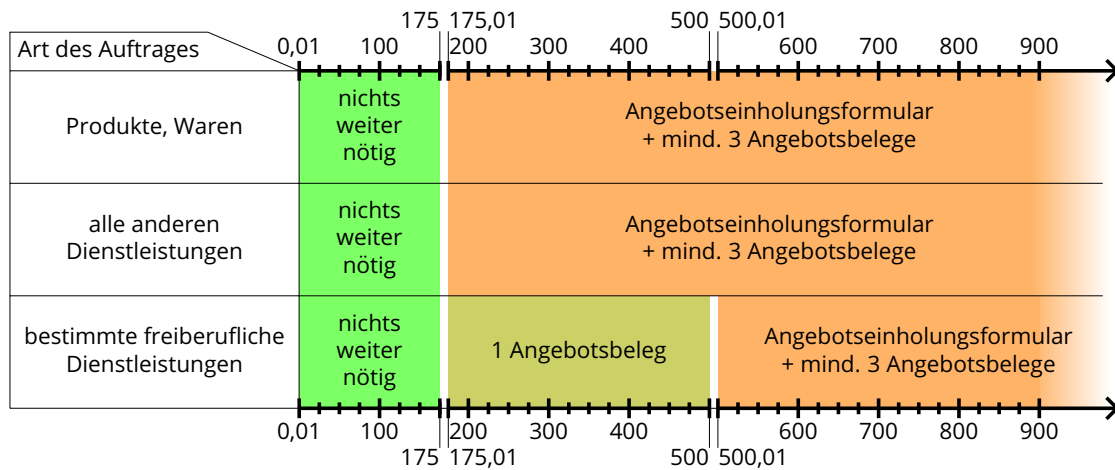 175 175,01 500 500,01
Art des Auftrages 0,01 100 200 300 400 600 700 800 900
Produkte, Waren
nichts
weiter
nötig
Angebotseinholungsformular
+ mind. 3 Angebotsbelege
alle anderen
Dienstleistungen
nichts
weiter
nötig
Angebotseinholungsformular
+ mind. 3 Angebotsbelege
bestimmte freiberufliche
Dienstleistungen
nichts
weiter
nötig
1 Angebotsbeleg
Angebotseinholungsformular
+ mind. 3 Angebotsbelege
0,01 100 200 300 400 600 700 800 900
175 175,01 500 500,01